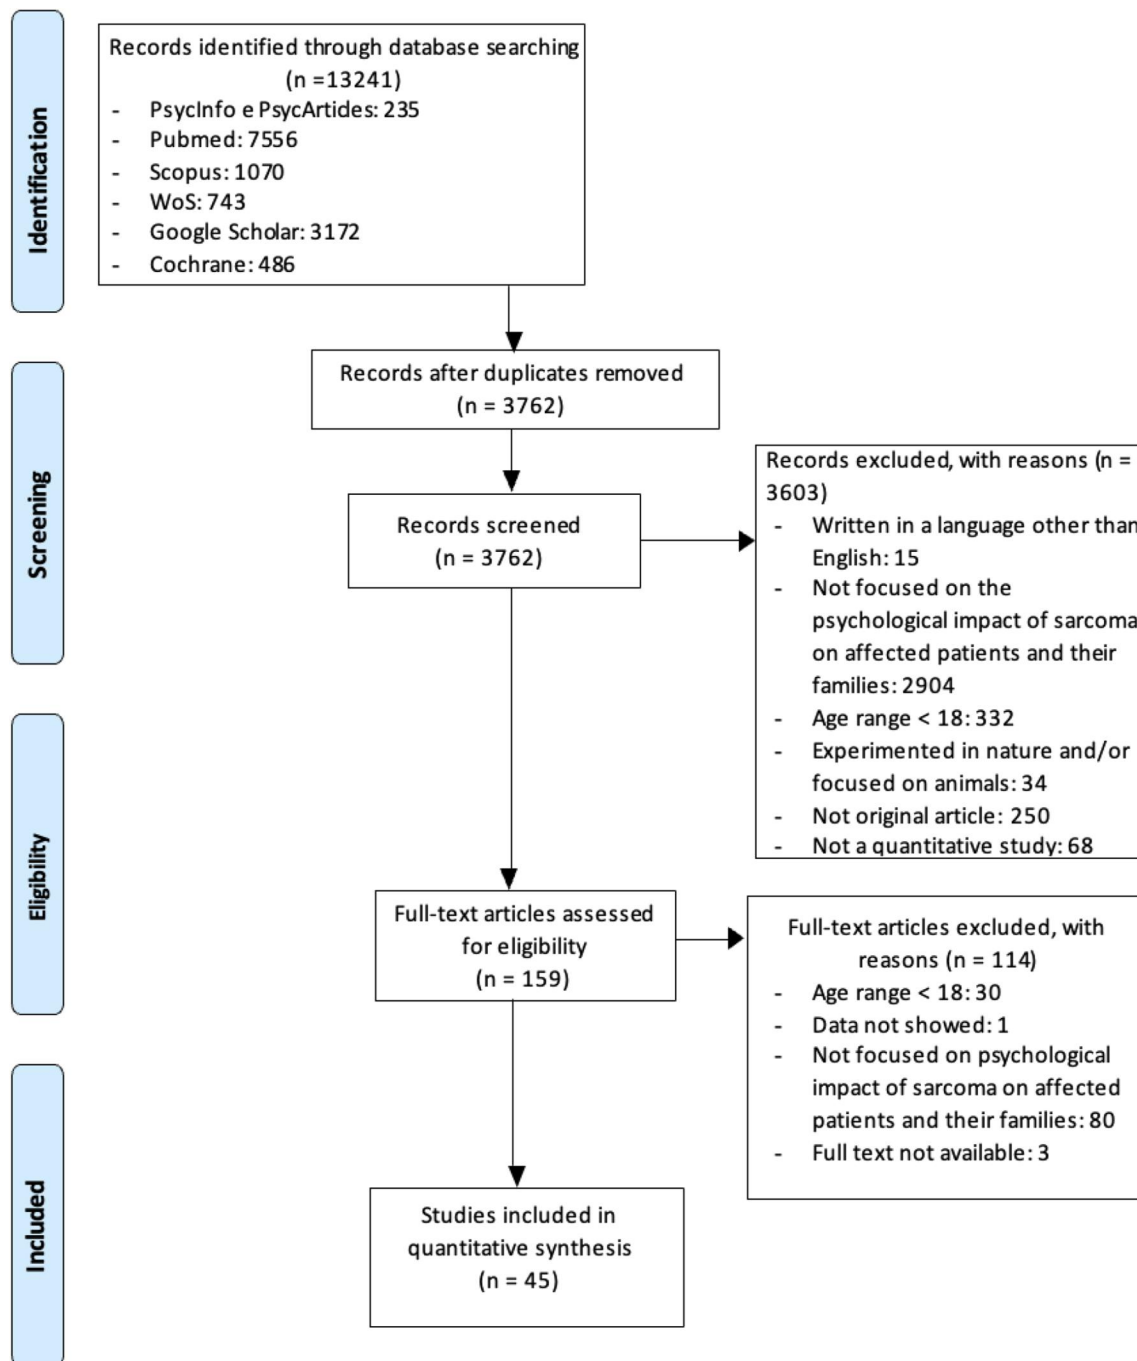 Identification
Records identified through database searching
(n =13241)
- PsycInfo e PsycArtides: 235
- Pubmed: 7556
- Scopus: 1070
- WoS: 743
- Google Scholar: 3172
- Cochrane: 486
Screening
Records after duplicates removed
(n = 3762)
Records screened
(n = 3762)
Records excluded, with reasons (n =
3603)
- Written in a language other than
English: 15
- Not focused on the
psychological impact of sarcoma
on affected patients and their
families: 2904
- Age range < 18: 332
- Experimented in nature and/or
focused on animals: 34
- Not original article: 250
- Not a quantitative study: 68
Eligibility
Full-text articles assessed
for eligibility
(n = 159)
Full-text articles excluded, with
reasons (n = 114)
- Age range < 18: 30
- Data not showed: 1
- Not focused on psychological
impact of sarcoma on affected
patients and their families: 80
- Full text not available: 3
Included
Studies included in
quantitative synthesis
(n = 45)